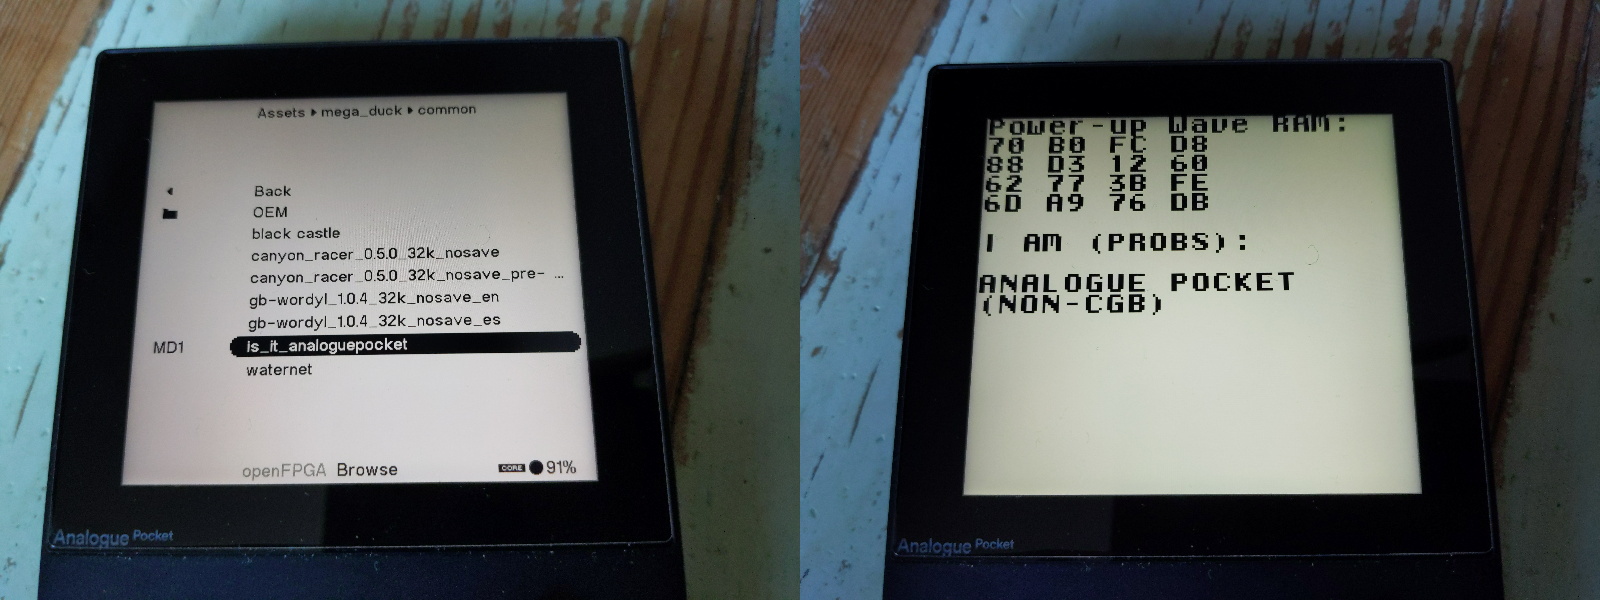 Assets ▸ mega_duck ▸ common
Back
OEM
black castle
canyon_racer_0.5.0_32k_nosave
canyon_racer_0.5.0_32k_nosave_pre- ...
gb-wordyl_1.0.4_32k_nosave_en
gb-wordyl_1.0.4_32k_nosave_es
MD1 is_it_analoguepocket
waternet
openFPGA Browse CORE 91%
Analogue Pocket
Power-up Wave RAM:
70 B0 FC D8
88 D3 12 60
62 77 3B FE
6D A9 76 DB
I AM (PROBS):
ANALOGUE POCKET
(NON-CGB)
Analogue Pocket